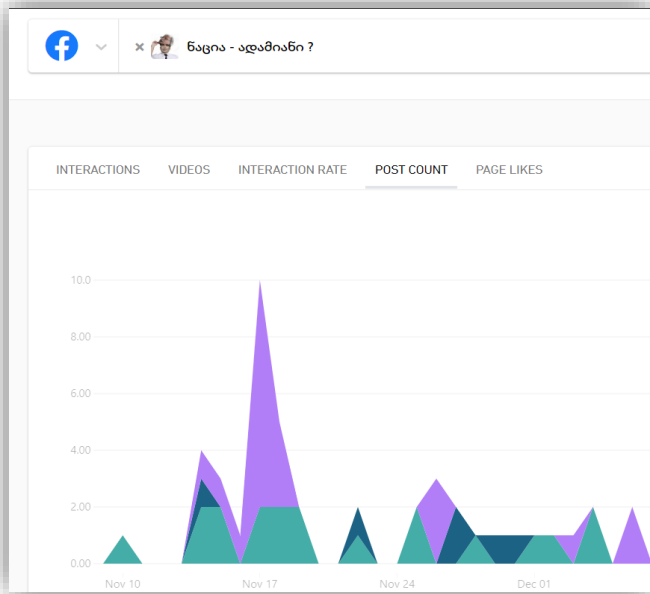 ნაცია - ადამიანი ?
INTERACTIONS VIDEOS INTERACTION RATE POST COUNT PAGE LIKES
10.0
8.00
6.00
4.00
2.00
0.00
Nov 10 Nov 17 Nov 24 Dec 01